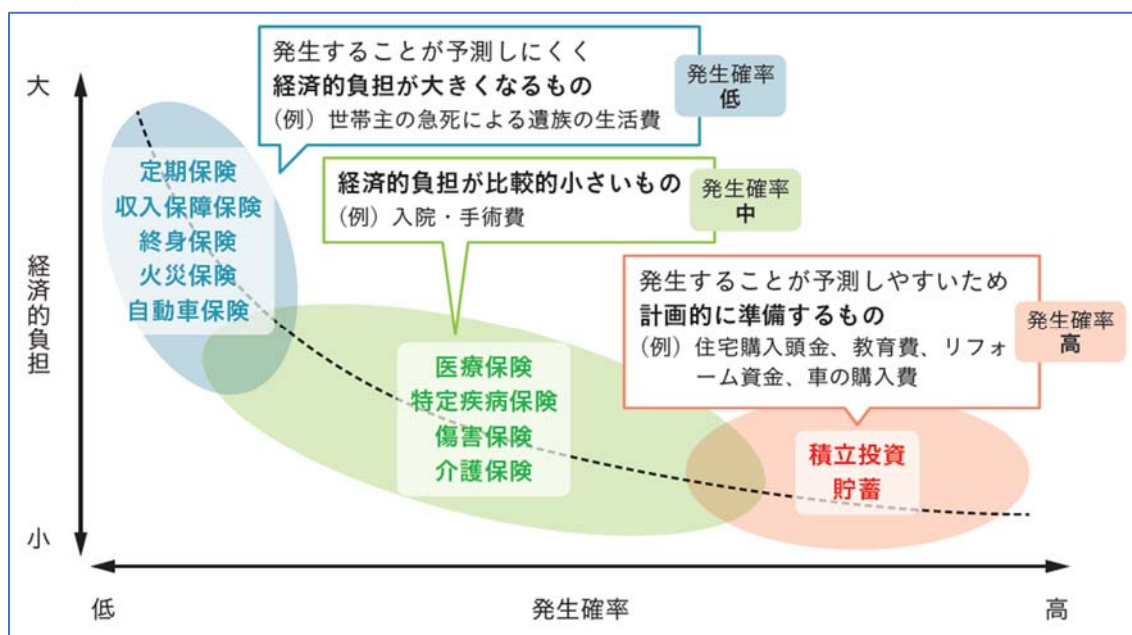 発生することが予測しにくく
経済的負担が大きくなるもの
（例）世帯主の急死による遺族の生活費
発生確率
低
経済的負担が比較的小さいもの
（例）入院・手術費
発生確率
中
発生することが予測しやすいため
計画的に準備するもの
（例）住宅購入頭金、教育費、リフォ
ーム資金、車の購入費
発生確率
高
大
経済的負担
小
定期保険
収入保障保険
終身保険
火災保険
自動車保険
医療保険
特定疾病保険
傷害保険
介護保険
積立投資
貯蓄
低
発生確率
高